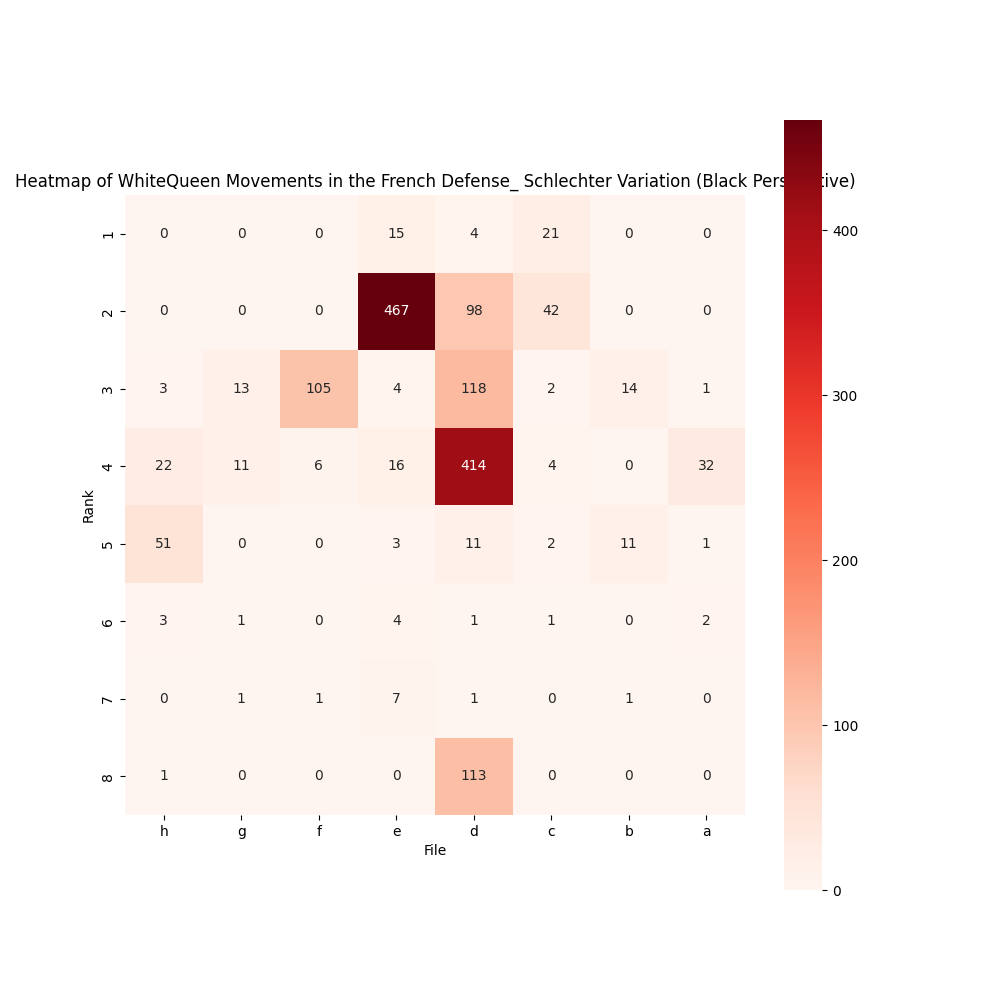 Heatmap of WhiteQueen Movements in the French Defense_ Schlechter Variation (Black Perspective)
1 0 0 0 15 4 21 0 0
2 0 0 0 467 98 42 0 0
3 3 13 105 4 118 2 14 1
4 22 11 6 16 414 4 0 32
5 51 0 0 3 11 2 11 1
6 3 1 0 4 1 1 0 2
7 0 1 1 7 1 0 1 0
8 1 0 0 0 113 0 0 0
Rank
h g f e d c b a
File
400
300
200
100
0